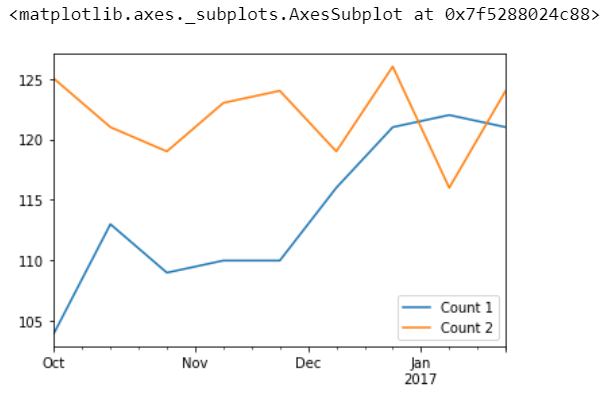 <matplotlib.axes._subplots.AxesSubplot at 0x7f5288024c88>
125
120
115
110
105
Count 1
Count 2
Oct Nov Dec Jan
2017